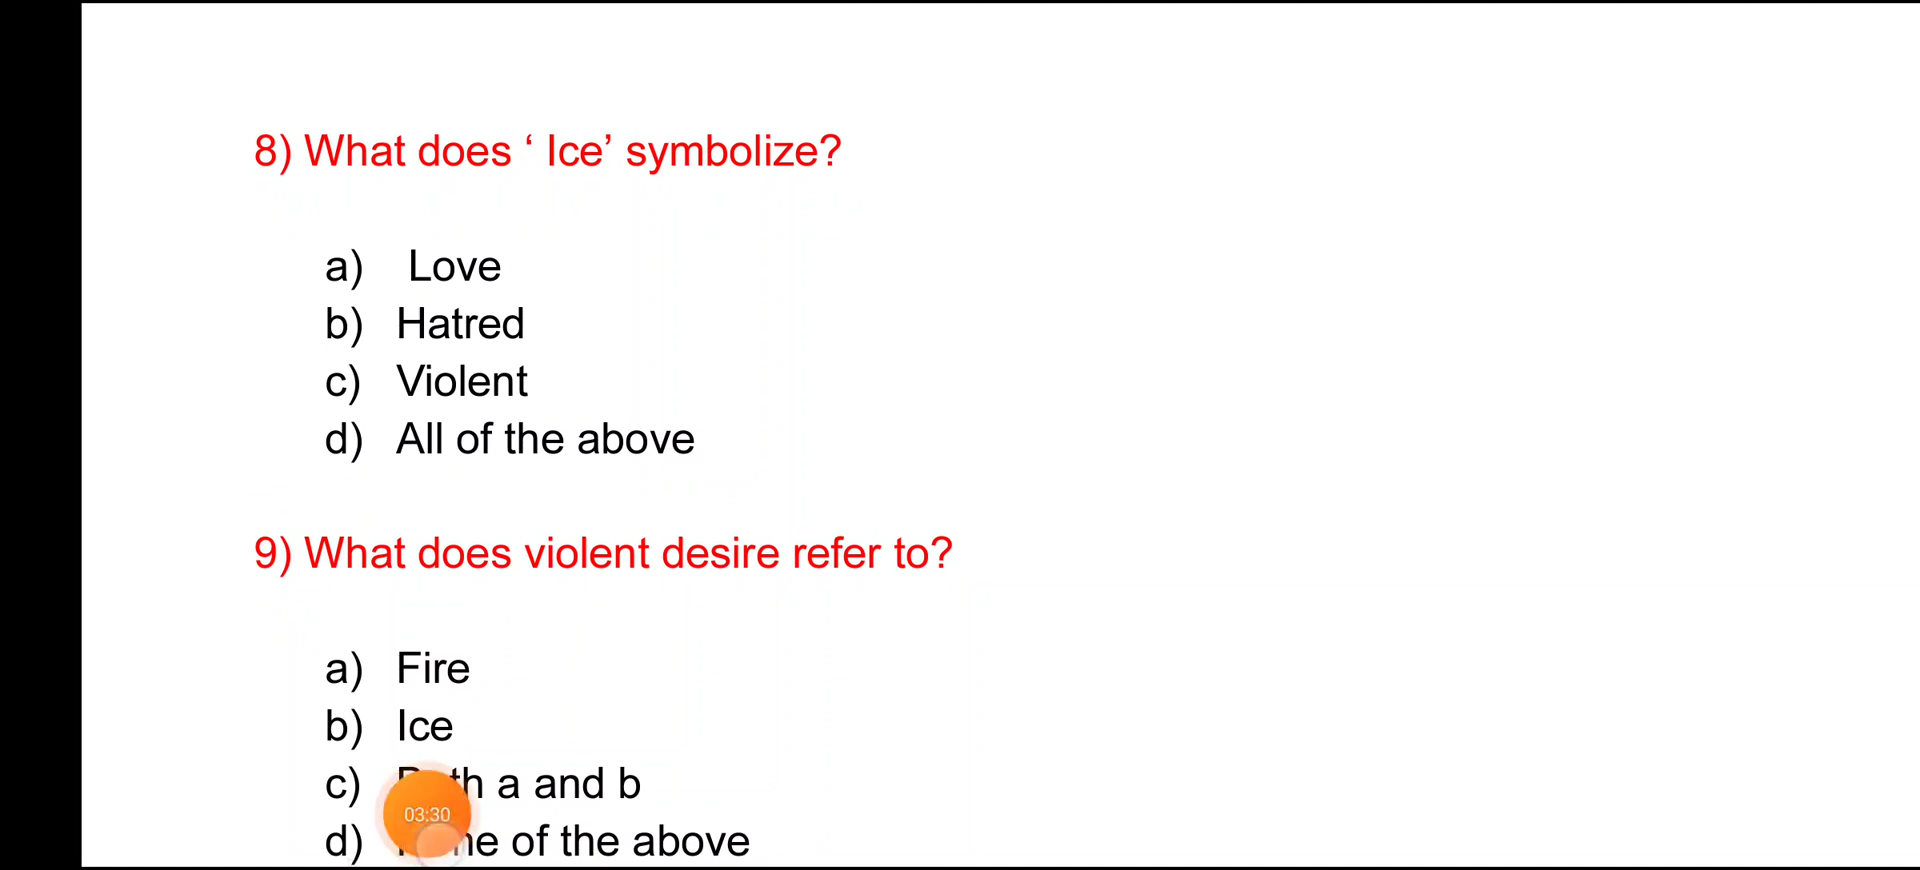 8) What does ‘ Ice’ symbolize?
a) Love
b) Hatred
c) Violent
d) All of the above
9) What does violent desire refer to?
a) Fire
b) Ice
c) a and b
03:30
d) of the above